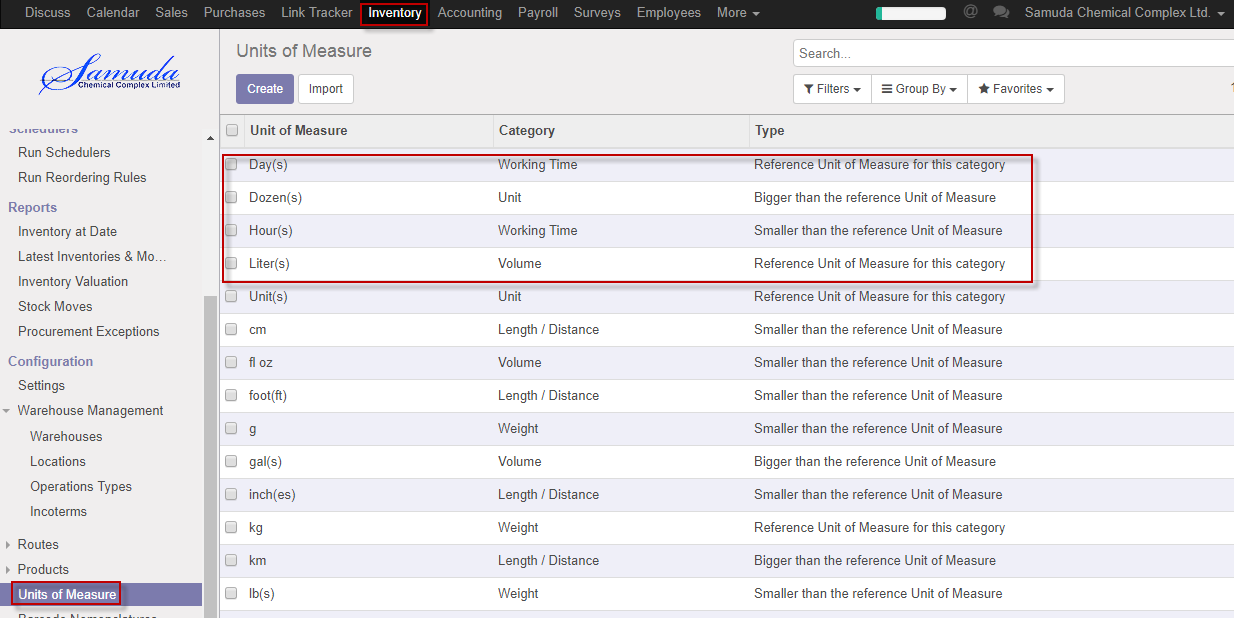 Discuss Calendar Sales Purchases Link Tracker Inventory Accounting Payroll Surveys Employees More @ Samuda Chemical Complex Ltd.
Samuda
Chemical Complex Limited
Schedulers
Run Schedulers
Run Reordering Rules
Reports
Inventory at Date
Latest Inventories & Mo...
Inventory Valuation
Stock Moves
Procurement Exceptions
Configuration
Settings
Warehouse Management
Warehouses
Locations
Operations Types
Incoterms
Routes
Products
Units of Measure
Barcode Nomenclatures
Units of Measure
Search...
Create Import
Filters Group By Favorites
Unit of Measure Category Type
Day(s) Working Time Reference Unit of Measure for this category
Dozen(s) Unit Bigger than the reference Unit of Measure
Hour(s) Working Time Smaller than the reference Unit of Measure
Liter(s) Volume Reference Unit of Measure for this category
Unit(s) Unit Reference Unit of Measure for this category
cm Length / Distance Smaller than the reference Unit of Measure
fl oz Volume Smaller than the reference Unit of Measure
foot(ft) Length / Distance Smaller than the reference Unit of Measure
g Weight Smaller than the reference Unit of Measure
gal(s) Volume Bigger than the reference Unit of Measure
inch(es) Length / Distance Smaller than the reference Unit of Measure
kg Weight Reference Unit of Measure for this category
km Length / Distance Bigger than the reference Unit of Measure
lb(s) Weight Smaller than the reference Unit of Measure